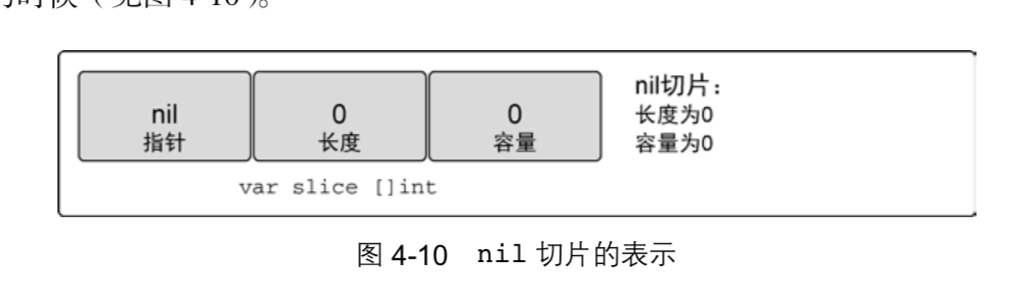 时候（见图 4-10）。
nil 0 0 nil切片：
指针 长度 容量 长度为0
容量为0
var slice []int
图 4-10 nil 切片的表示